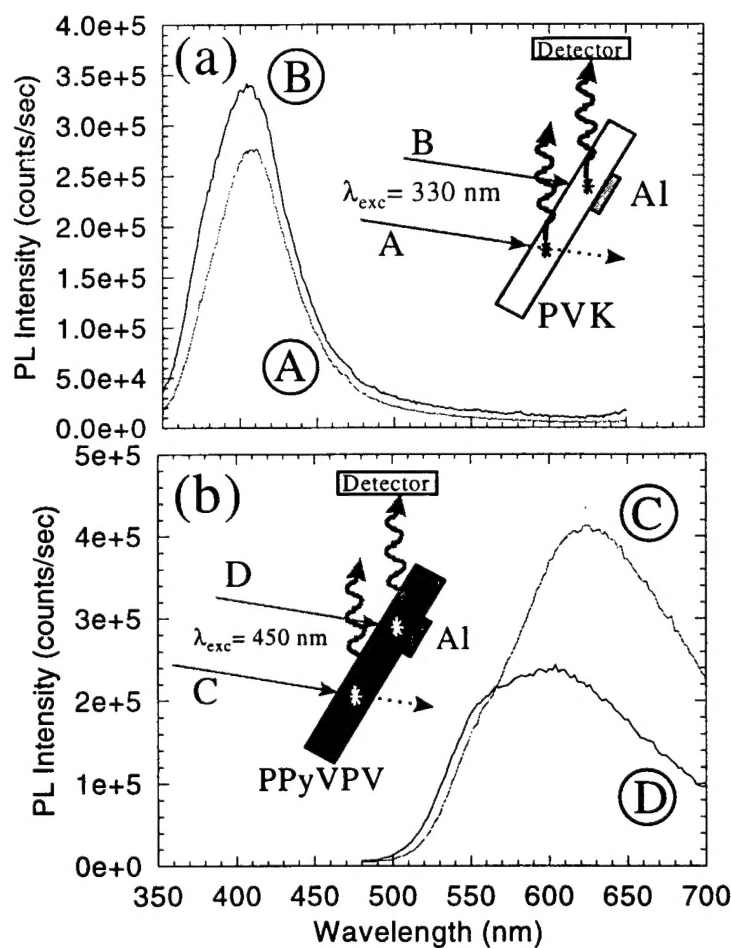 (a)
B
A
PL Intensity (counts/sec)
4.0e+5
3.5e+5
3.0e+5
2.5e+5
2.0e+5
1.5e+5
1.0e+5
5.0e+4
0.0e+0
Detector
B
λexc= 330 nm
A
Al
PVK
(b)
C
D
PL Intensity (counts/sec)
5e+5
4e+5
3e+5
2e+5
1e+5
0e+0
Detector
D
λexc= 450 nm
C
Al
PPyVPV
350 400 450 500 550 600 650 700
Wavelength (nm)